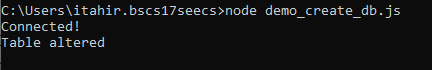 C:\Users\itahir.bscs17seecs>node demo_create_db.js
Connected!
Table altered